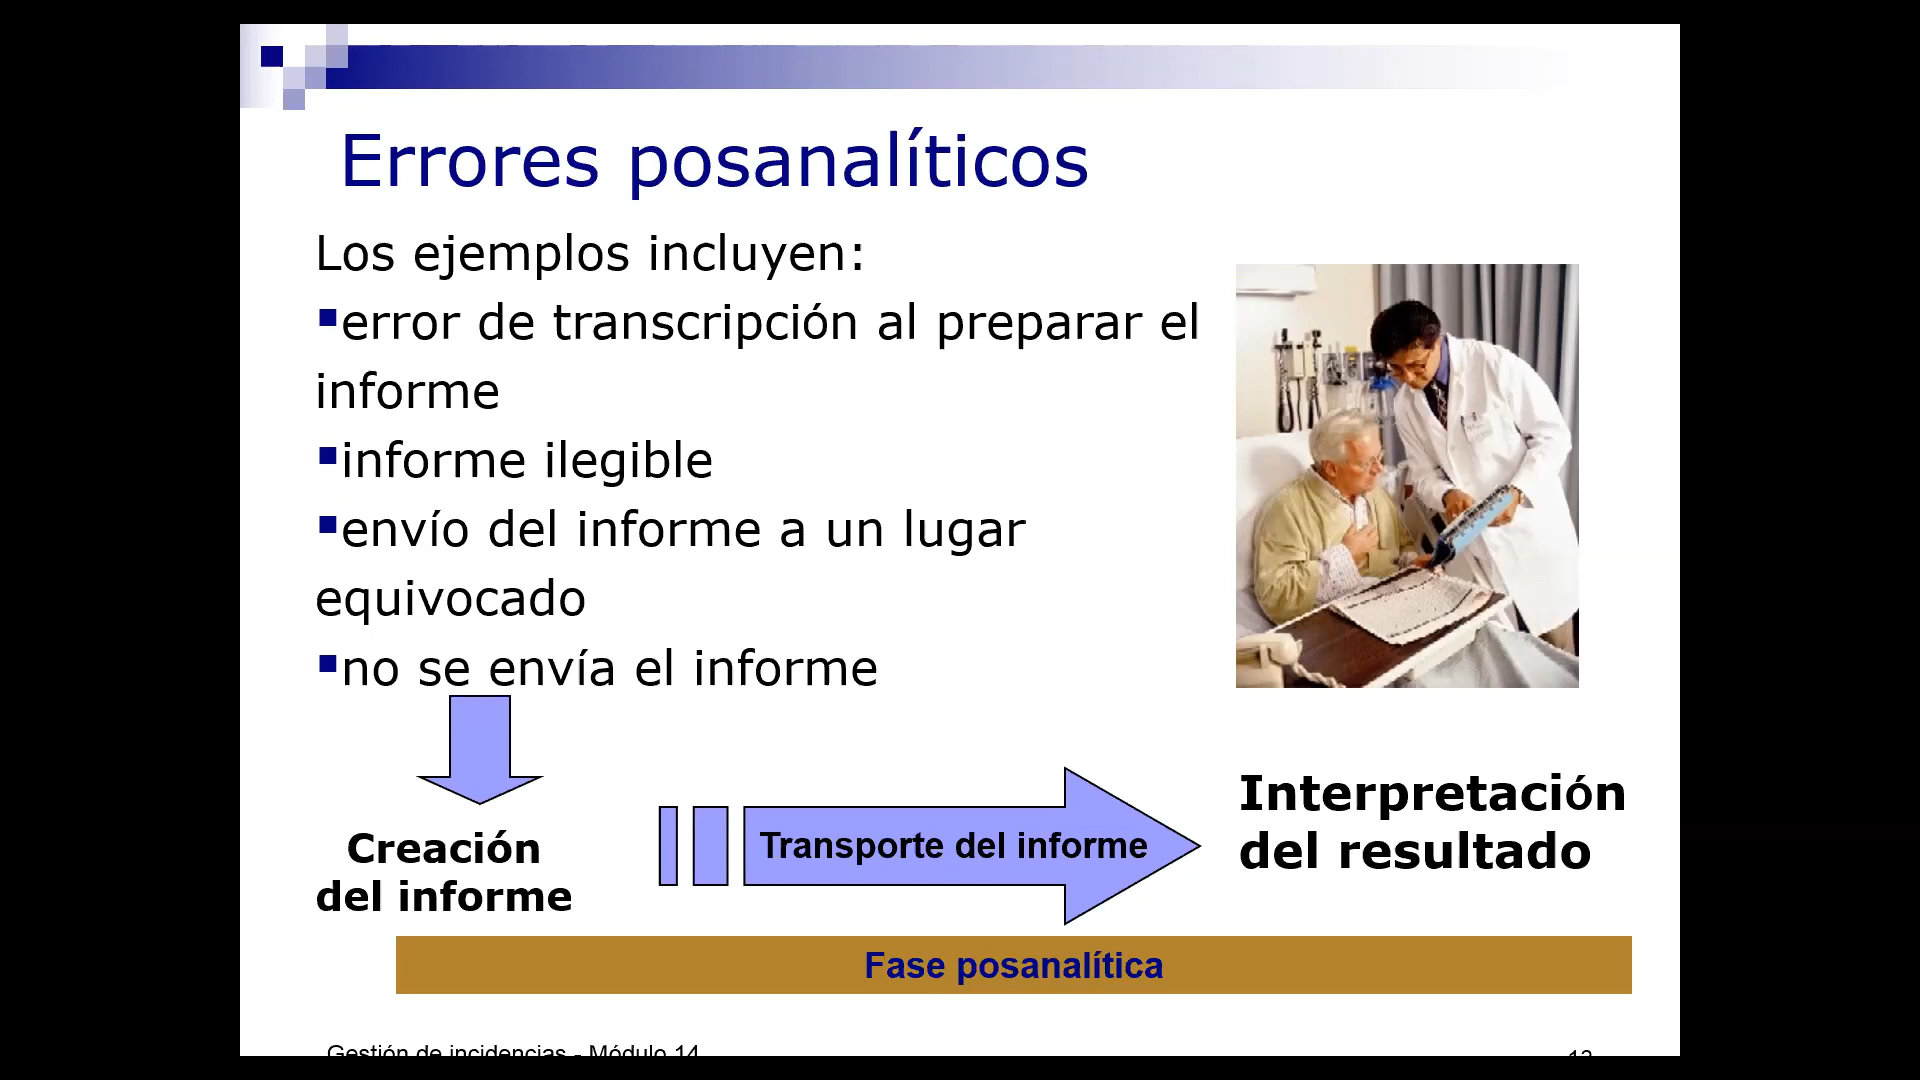 Errores posanalíticos
Los ejemplos incluyen:
▪error de transcripción al preparar el
informe
▪informe ilegible
▪envío del informe a un lugar
equivocado
▪no se envía el informe
Creación
del informe
Transporte del informe
Interpretación
del resultado
Fase posanalítica
Gestión de incidencias - Módulo 14